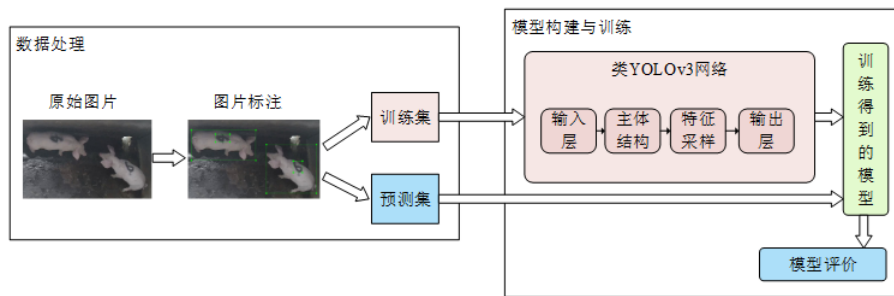 数据处理
原始图片
图片标注
训练集
预测集
模型构建与训练
类YOLOv3网络
输入
层
主体
结构
特征
采样
输出
层
训
练
得
到
的
模
型
模型评价